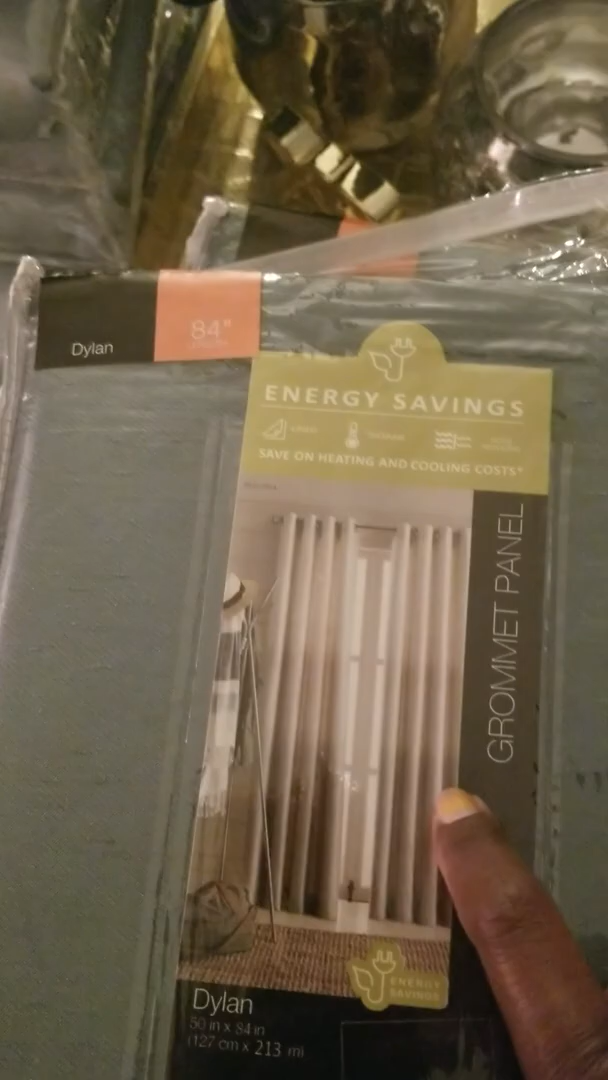 Dylan
84"
ENERGY SAVINGS
SAVE ON HEATING AND COOLING COSTS*
GROMMET PANEL
ENERGY
SAVINGS
Dylan
50 in x 84 in
(127 cm x 213 m)